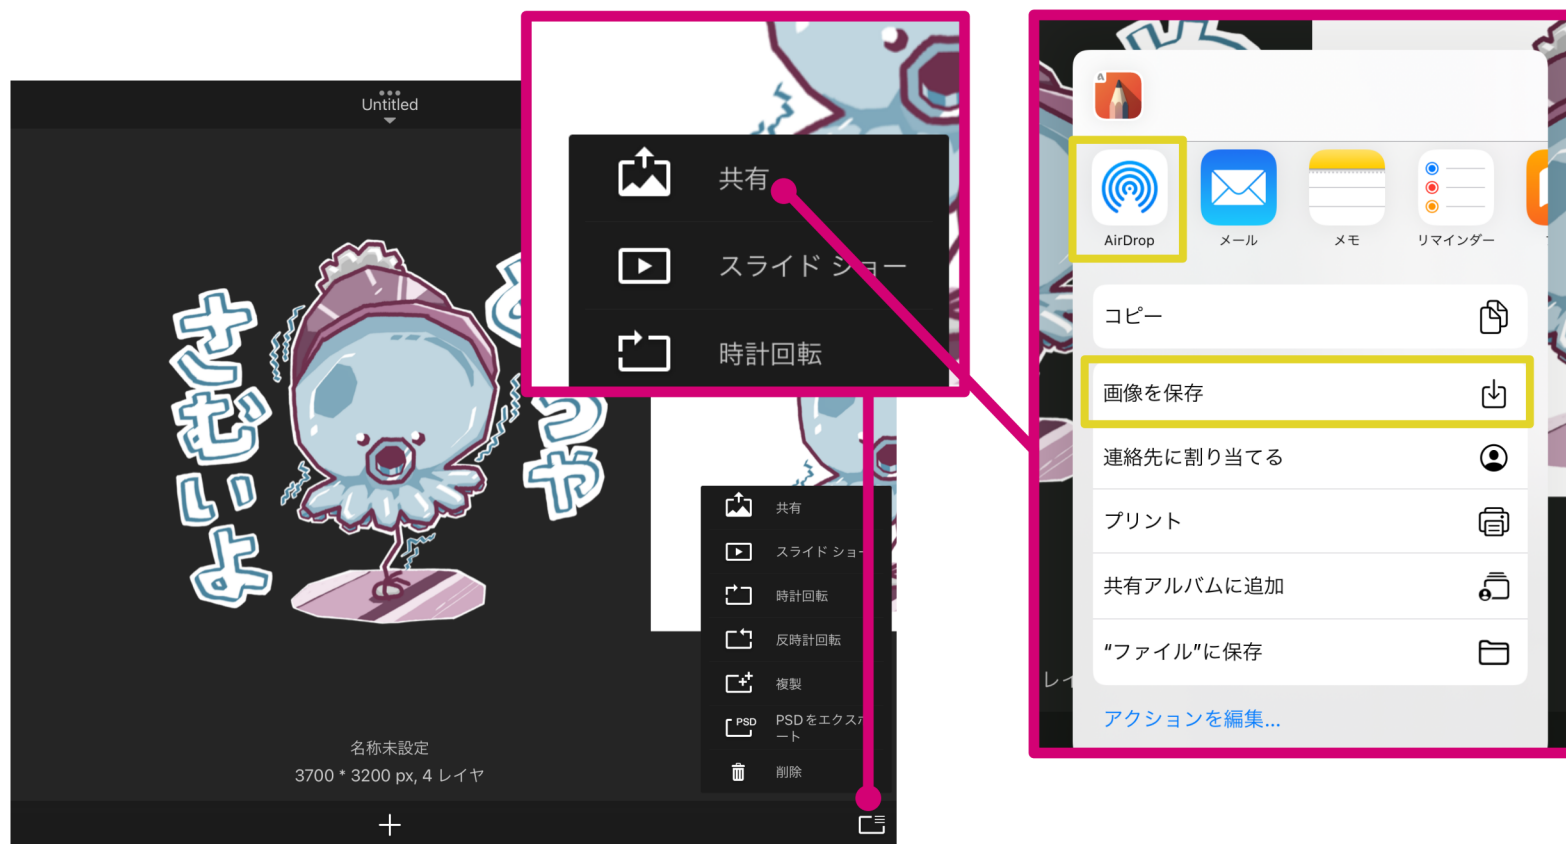 Untitled
さむいよ
つや
名称未設定
3700 * 3200 px, 4 レイヤ
共有
スライド ショー
時計回転
共有
スライド ショー
時計回転
反時計回転
複製
PSD
PSDをエクスポ
ート
削除
AirDrop
メール
メモ
リマインダー
コピー
画像を保存
連絡先に割り当てる
プリント
共有アルバムに追加
“ファイル”に保存
アクションを編集...
レイ